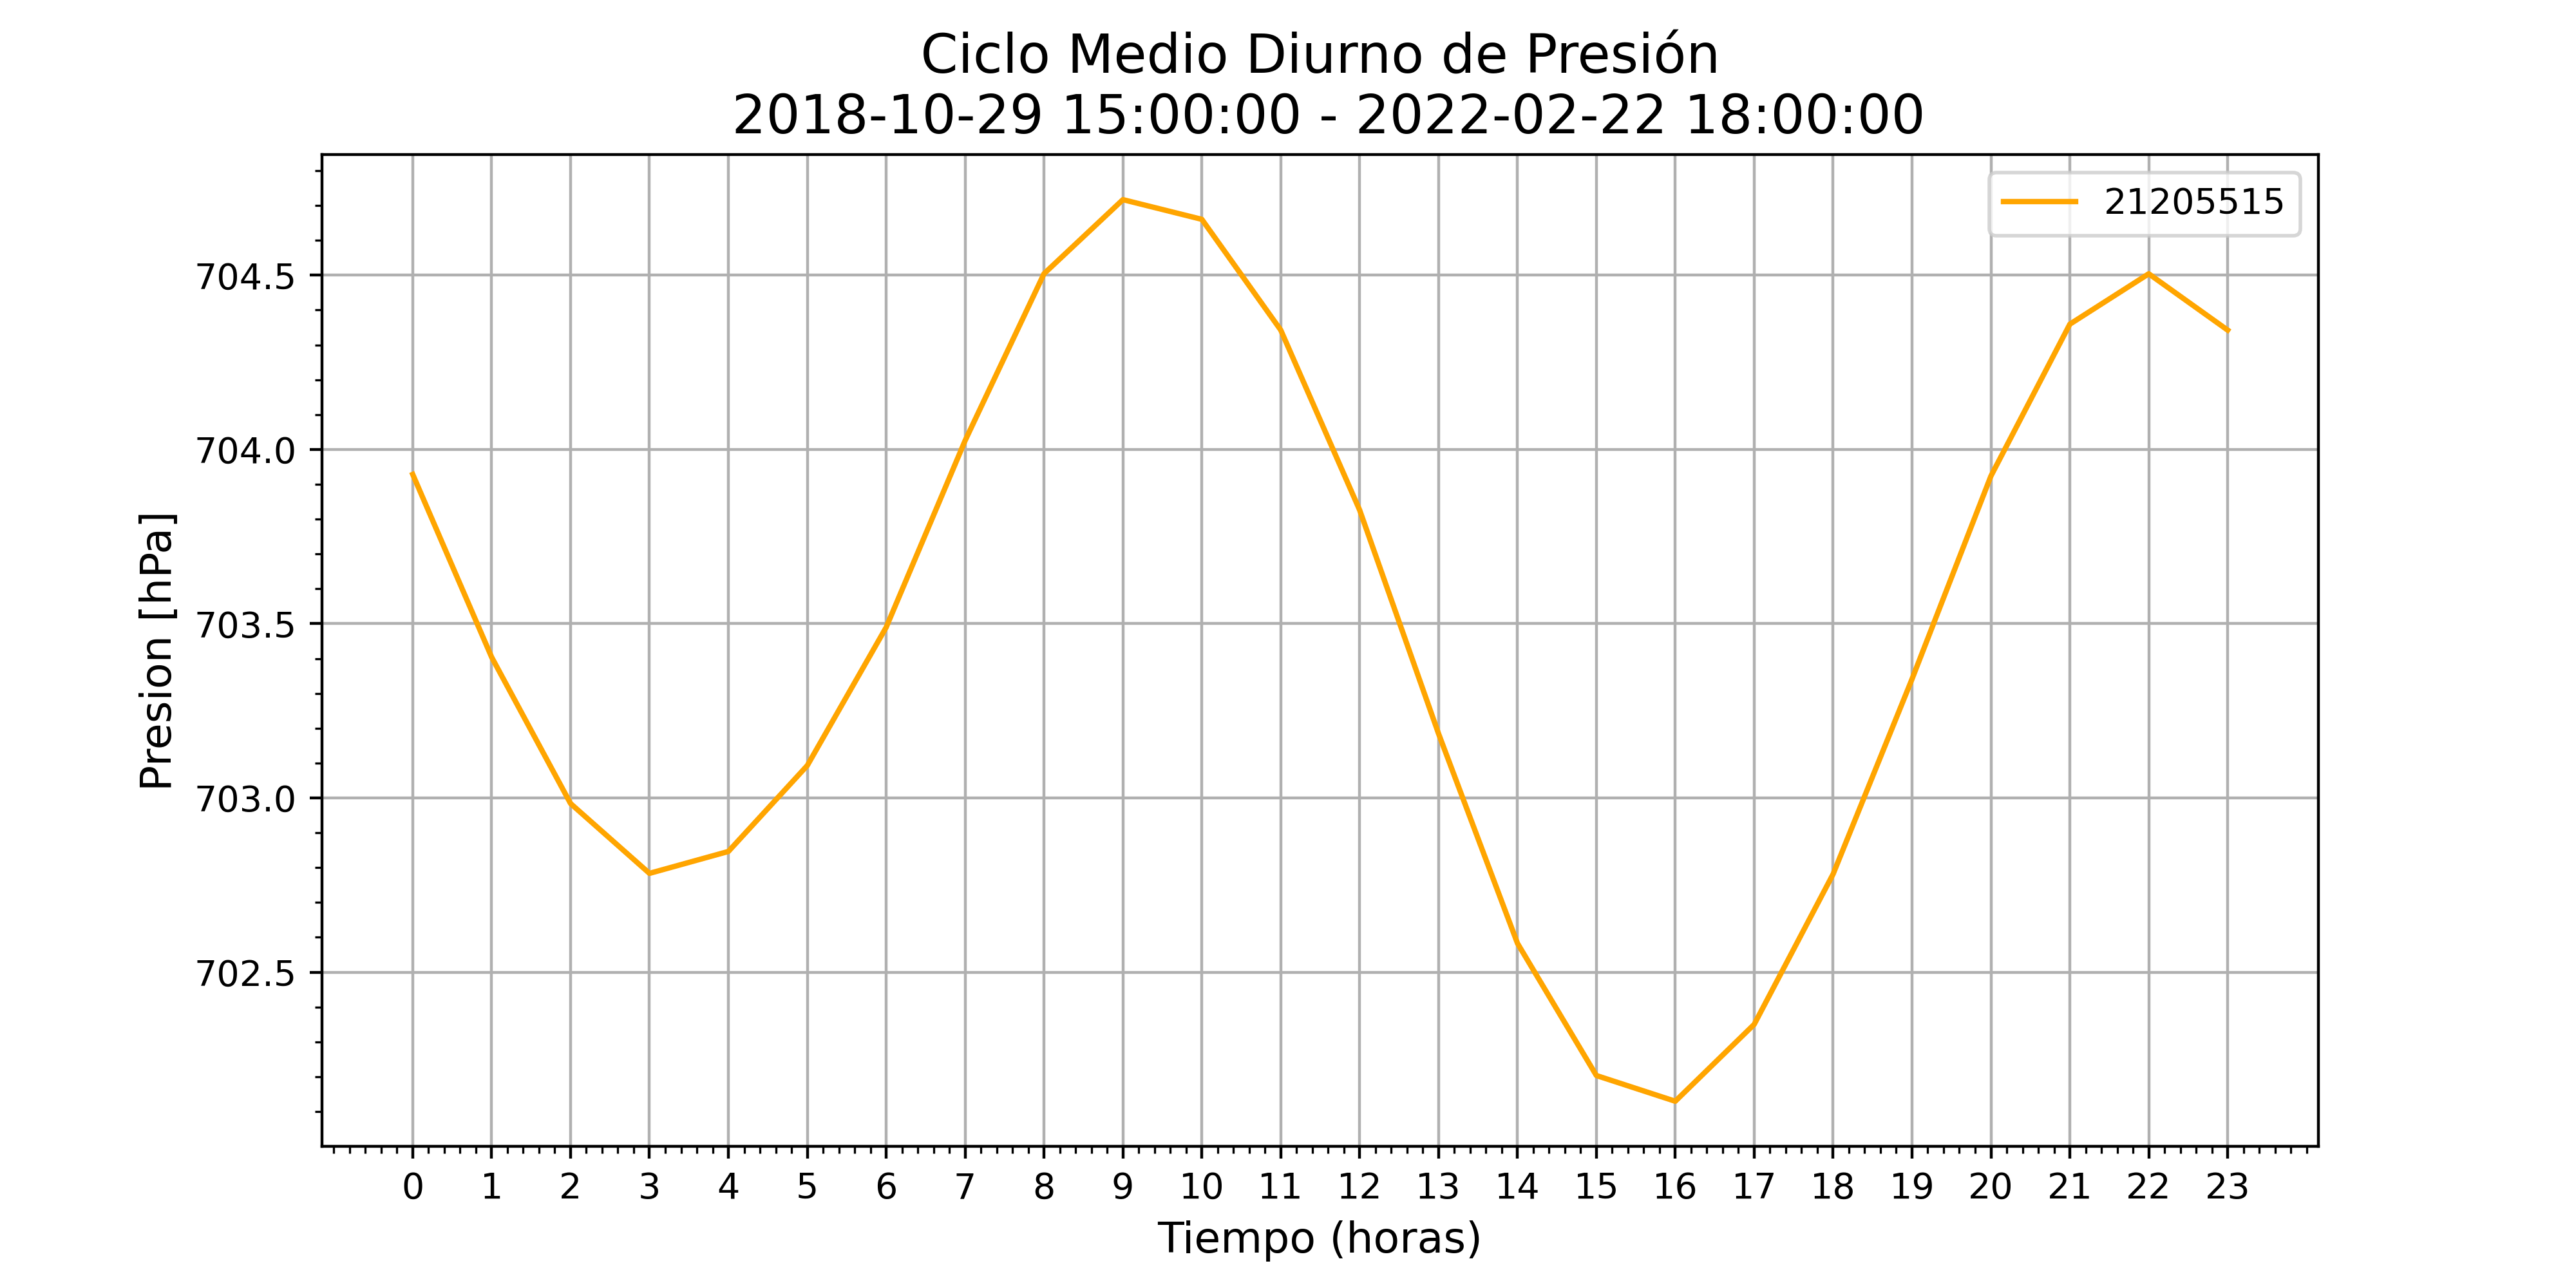 Ciclo Medio Diurno de Presión
2018-10-29 15:00:00 - 2022-02-22 18:00:00
21205515
704.5
704.0
703.5
703.0
702.5
Presion [hPa]
0 1 2 3 4 5 6 7 8 9 10 11 12 13 14 15 16 17 18 19 20 21 22 23
Tiempo (horas)